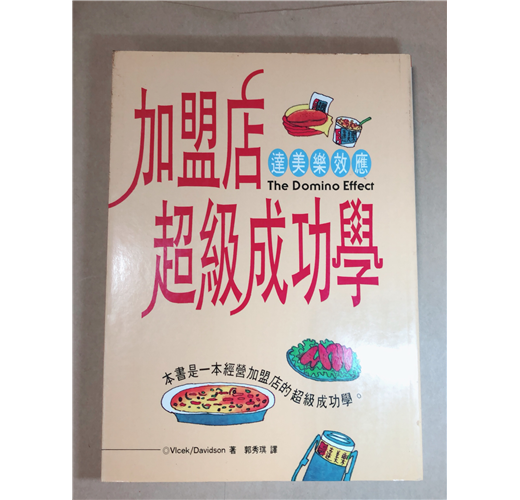 加盟店
達美樂效應
The Domino Effect
超級成功學
本書是一本經營加盟店的超級成功學。
◎Vlcek/Davidson 著 郭秀琪 譯